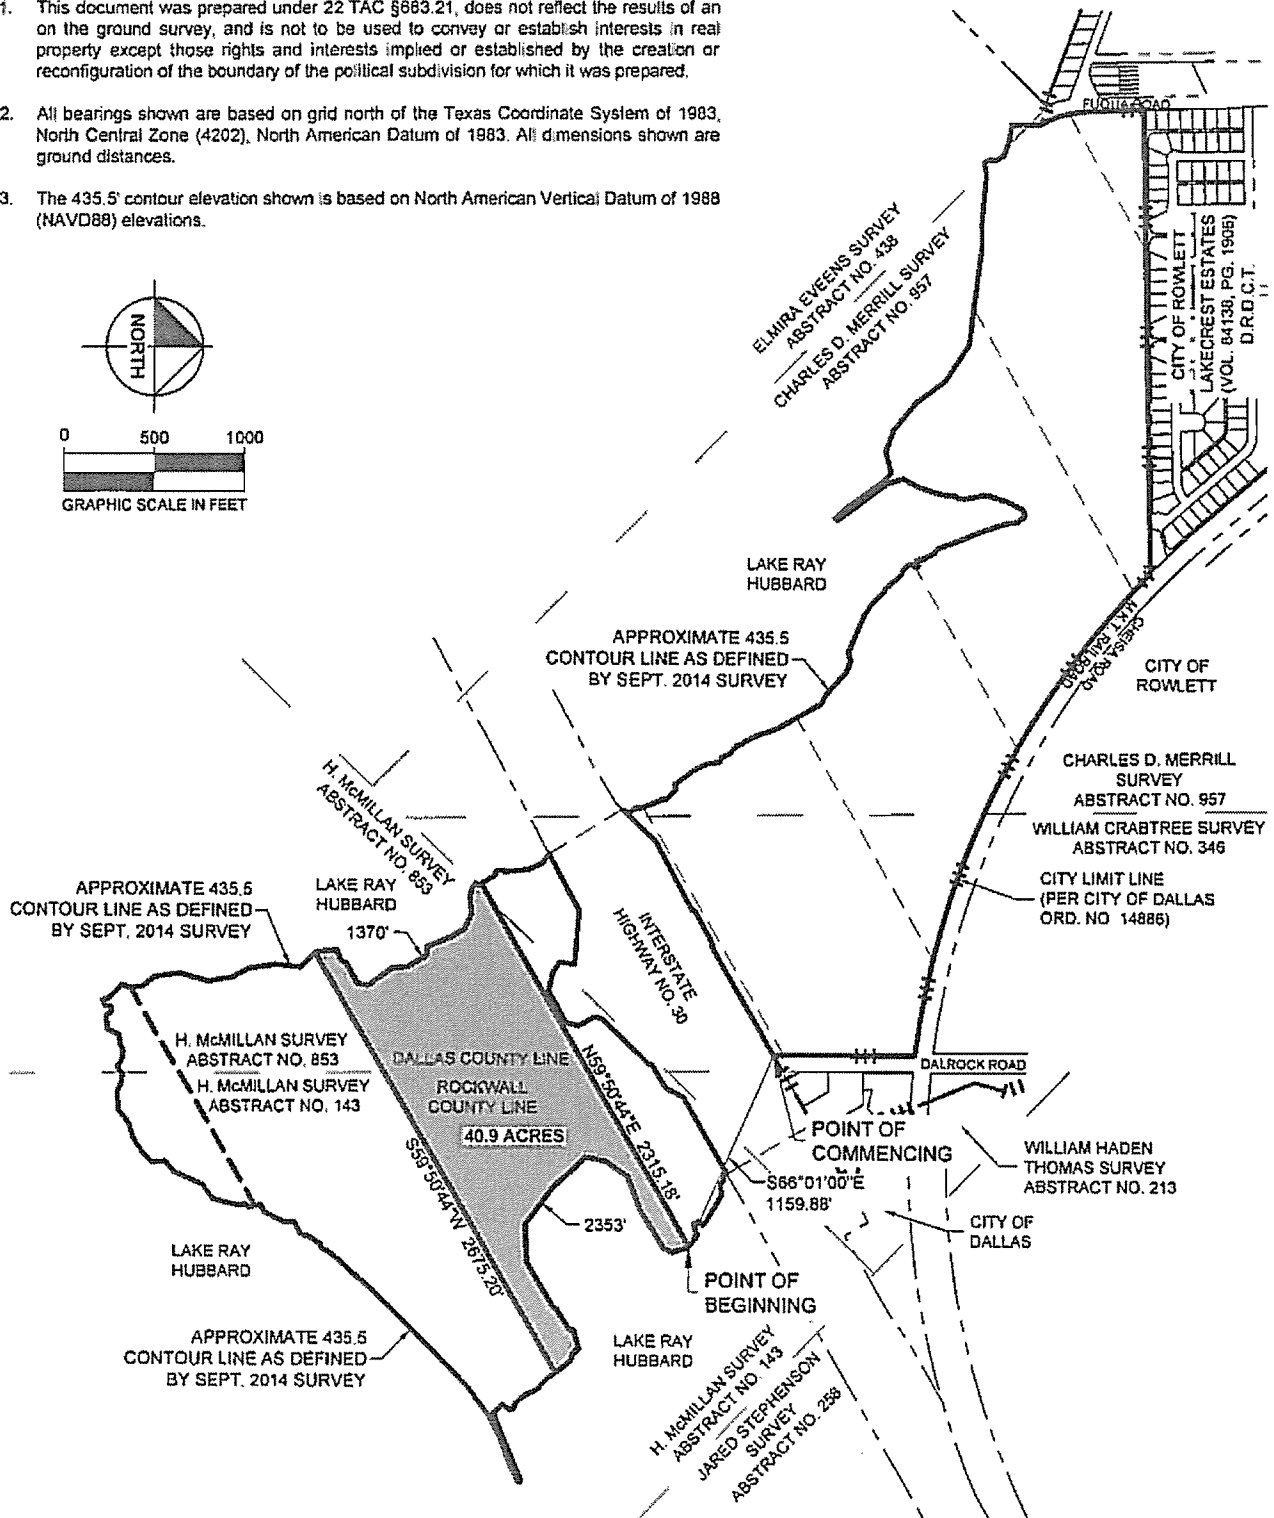 1. This document was prepared under 22 TAC §663.21, does not reflect the results of an
on the ground survey, and is not to be used to convey or establish interests in real
property except those rights and interests implied or established by the creation or
reconfiguration of the boundary of the political subdivision for which it was prepared.
2. All bearings shown are based on grid north of the Texas Coordinate System of 1983,
North Central Zone (4202), North American Datum of 1983. All dimensions shown are
ground distances.
3. The 435.5' contour elevation shown is based on North American Vertical Datum of 1988
(NAVD88) elevations.
FUQUA ROAD
NORTH
0 500 1000
GRAPHIC SCALE IN FEET
ELMIRA EVEENS SURVEY
ABSTRACT NO. 438
CHARLES D. MERRILL SURVEY
ABSTRACT NO. 957
CITY OF ROWLETT
LAKECREST ESTATES
(VOL. 84138, PG. 1906)
D.R.D.C.T.
LAKE RAY
HUBBARD
APPROXIMATE 435.5
CONTOUR LINE AS DEFINED
BY SEPT. 2014 SURVEY
M.K.T. RAILROAD
CHEISA ROAD
CITY OF
ROWLETT
CHARLES D. MERRILL
SURVEY
ABSTRACT NO. 957
WILLIAM CRABTREE SURVEY
ABSTRACT NO. 346
CITY LIMIT LINE
(PER CITY OF DALLAS
ORD. NO 14886)
H. McMILLAN SURVEY
ABSTRACT NO. 853
APPROXIMATE 435.5
CONTOUR LINE AS DEFINED
BY SEPT. 2014 SURVEY
LAKE RAY
HUBBARD
1370'
INTERSTATE
HIGHWAY NO. 30
H. McMILLAN SURVEY
ABSTRACT NO. 853
H. McMILLAN SURVEY
ABSTRACT NO. 143
DALLAS COUNTY LINE
ROCKWALL
COUNTY LINE
40.9 ACRES
N59°50'44"E 2315.18'
S59°50'44"W 2675.20'
DALROCK ROAD
POINT OF
COMMENCING
S66°01'00"E
1159.88'
WILLIAM HADEN
THOMAS SURVEY
ABSTRACT NO. 213
CITY OF
DALLAS
2353'
LAKE RAY
HUBBARD
POINT OF
BEGINNING
APPROXIMATE 435.5
CONTOUR LINE AS DEFINED
BY SEPT. 2014 SURVEY
LAKE RAY
HUBBARD
H. McMILLAN SURVEY
ABSTRACT NO. 143
JARED STEPHENSON
SURVEY
ABSTRACT NO. 258